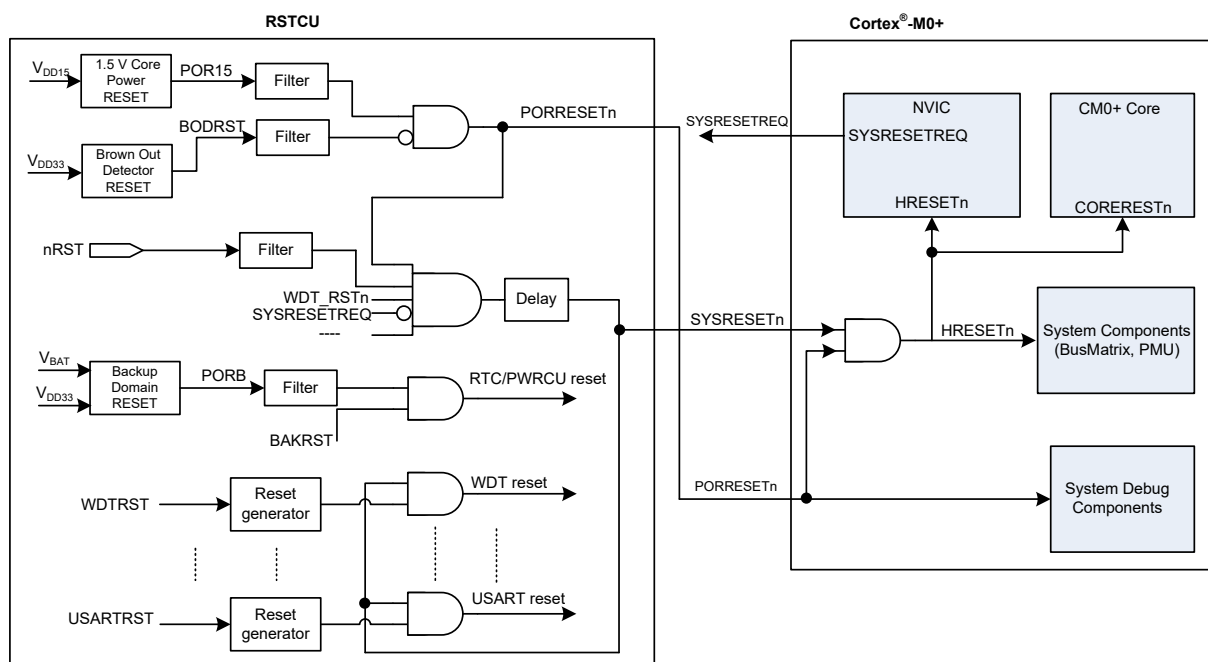 RSTCU
Cortex®-M0+
VDD15
1.5 V Core
Power
RESET
POR15
Filter
BODRST
Filter
VDD33
Brown Out
Detector
RESET
PORRESETn
SYSRESETREQ
NVIC
SYSRESETREQ
HRESETn
CM0+ Core
CORERESTn
nRST
Filter
WDT_RSTn
SYSRESETREQ
----
Delay
SYSRESETn
HRESETn
System Components
(BusMatrix, PMU)
VBAT
VDD33
Backup
Domain
RESET
PORB
Filter
BAKRST
RTC/PWRCU reset
WDTRST
Reset
generator
WDT reset
PORRESETn
System Debug
Components
USARTRST
Reset
generator
USART reset